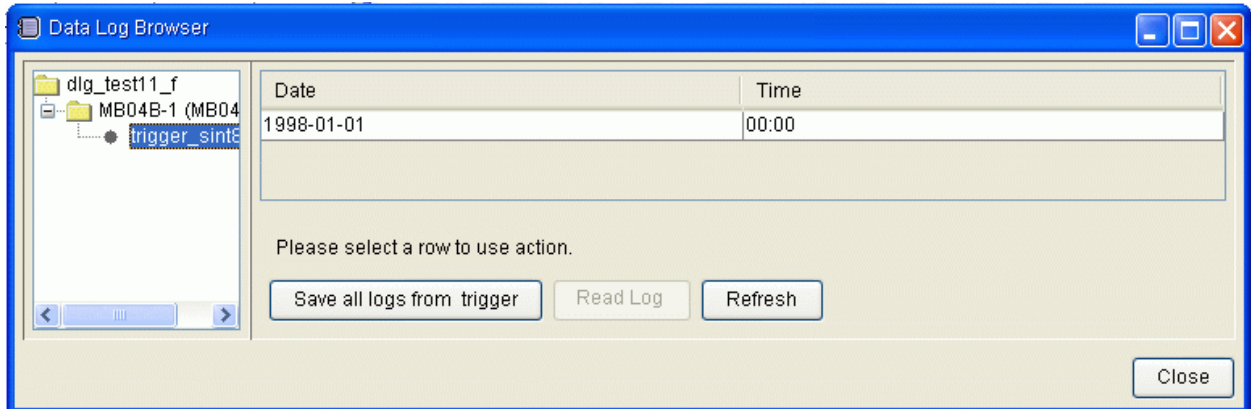 Data Log Browser
dlg_test11_f
MB04B-1 (MB04
trigger_sint8
Date Time
1998-01-01 00:00
Please select a row to use action.
Save all logs from trigger Read Log Refresh
Close